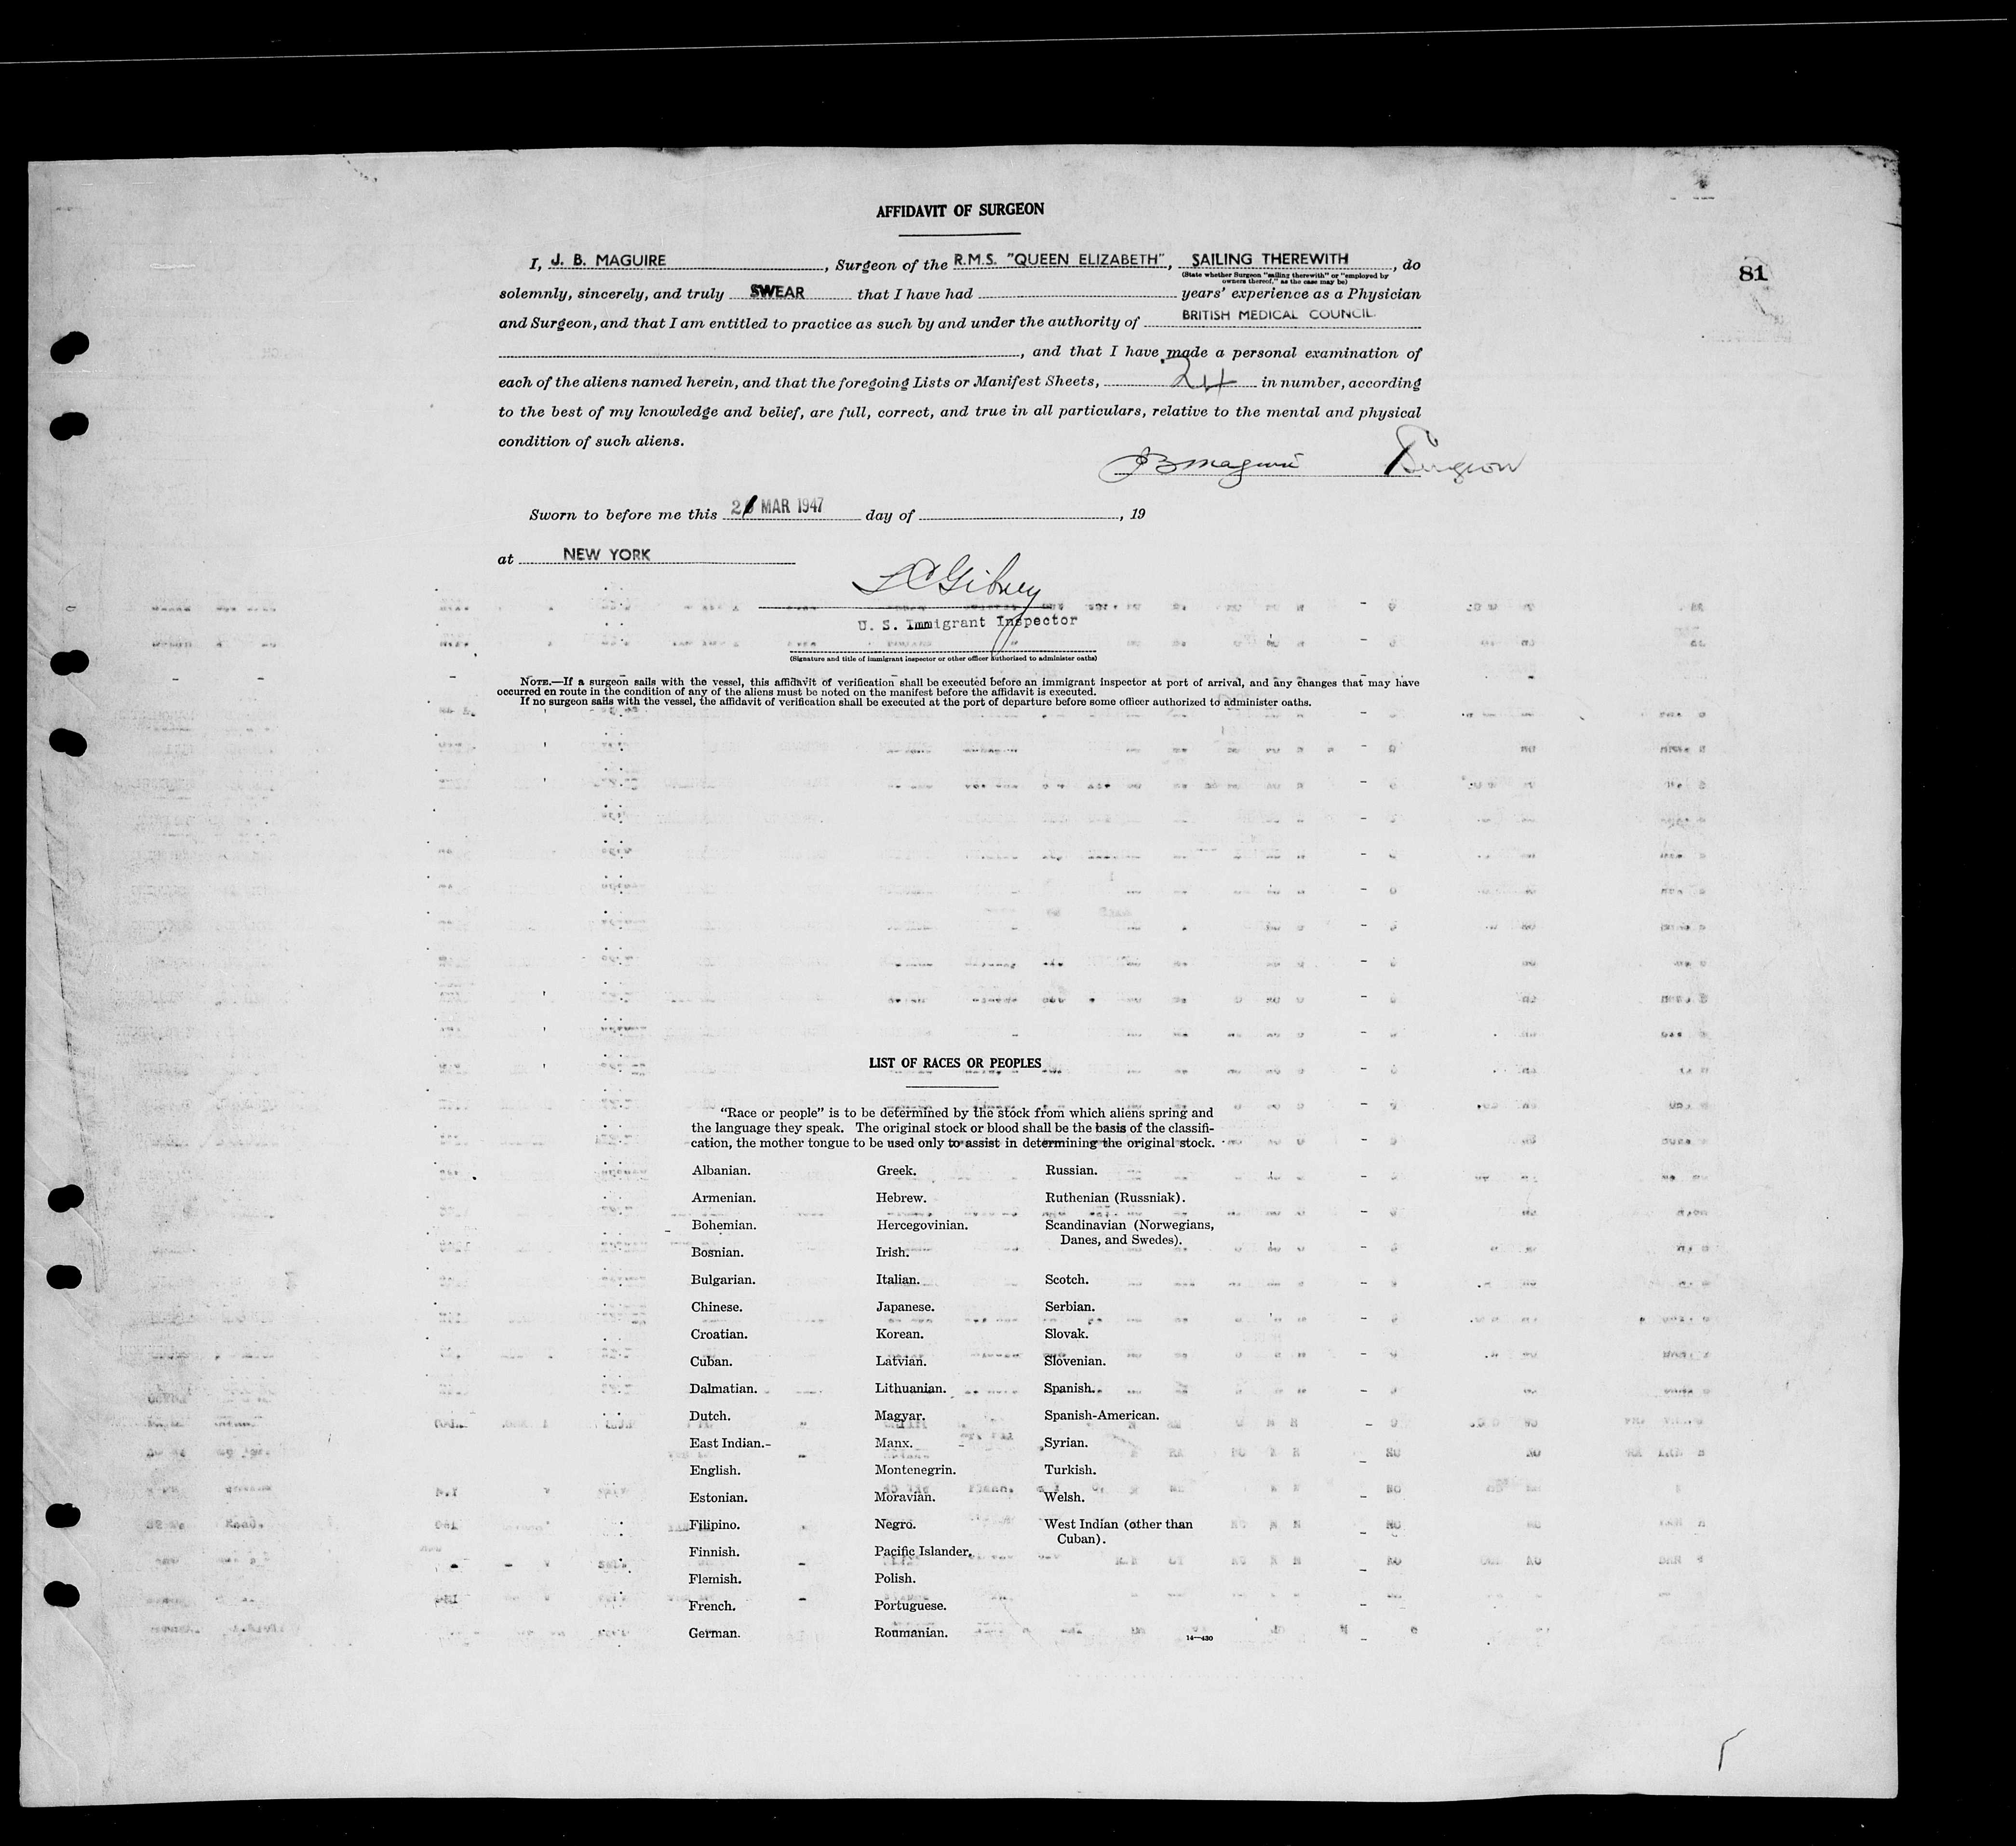 AFFIDAVIT OF SURGEON
81
I, J. B. MAGUIRE, Surgeon of the R.M.S. "QUEEN ELIZABETH", SAILING THEREWITH, do
(State whether Surgeon "sailing therewith" or "employed by
owners thereof," as the case may be)
solemnly, sincerely, and truly SWEAR that I have had years' experience as a Physician
and Surgeon, and that I am entitled to practice as such by and under the authority of BRITISH MEDICAL COUNCIL
, and that I have made a personal examination of
each of the aliens named herein, and that the foregoing Lists or Manifest Sheets, 24 in number, according
to the best of my knowledge and belief, are full, correct, and true in all particulars, relative to the mental and physical
condition of such aliens.
JBMaguire Surgeon
Sworn to before me this 21 MAR 1947 day of , 19
at NEW YORK
Gibney
U. S. Immigrant Inspector
(Signature and title of immigrant inspector or other officer authorized to administer oaths)
NOTE.—If a surgeon sails with the vessel, this affidavit of verification shall be executed before an immigrant inspector at port of arrival, and any changes that may have
occurred en route in the condition of any of the aliens must be noted on the manifest before the affidavit is executed.
If no surgeon sails with the vessel, the affidavit of verification shall be executed at the port of departure before some officer authorized to administer oaths.
LIST OF RACES OR PEOPLES
"Race or people" is to be determined by the stock from which aliens spring and
the language they speak. The original stock or blood shall be the basis of the classifi-
cation, the mother tongue to be used only to assist in determining the original stock.
Albanian.
Armenian.
Bohemian.
Bosnian.
Bulgarian.
Chinese.
Croatian.
Cuban.
Dalmatian.
Dutch.
East Indian.
English.
Estonian.
Filipino.
Finnish.
Flemish.
French.
German.
Greek.
Hebrew.
Hercegovinian.
Irish.
Italian.
Japanese.
Korean.
Latvian.
Lithuanian.
Magyar.
Manx.
Montenegrin.
Moravian.
Negro.
Pacific Islander.
Polish.
Portuguese.
Roumanian.
Russian.
Ruthenian (Russniak).
Scandinavian (Norwegians,
Danes, and Swedes).
Scotch.
Serbian.
Slovak.
Slovenian.
Spanish.
Spanish-American.
Syrian.
Turkish.
Welsh.
West Indian (other than
Cuban).
14—430